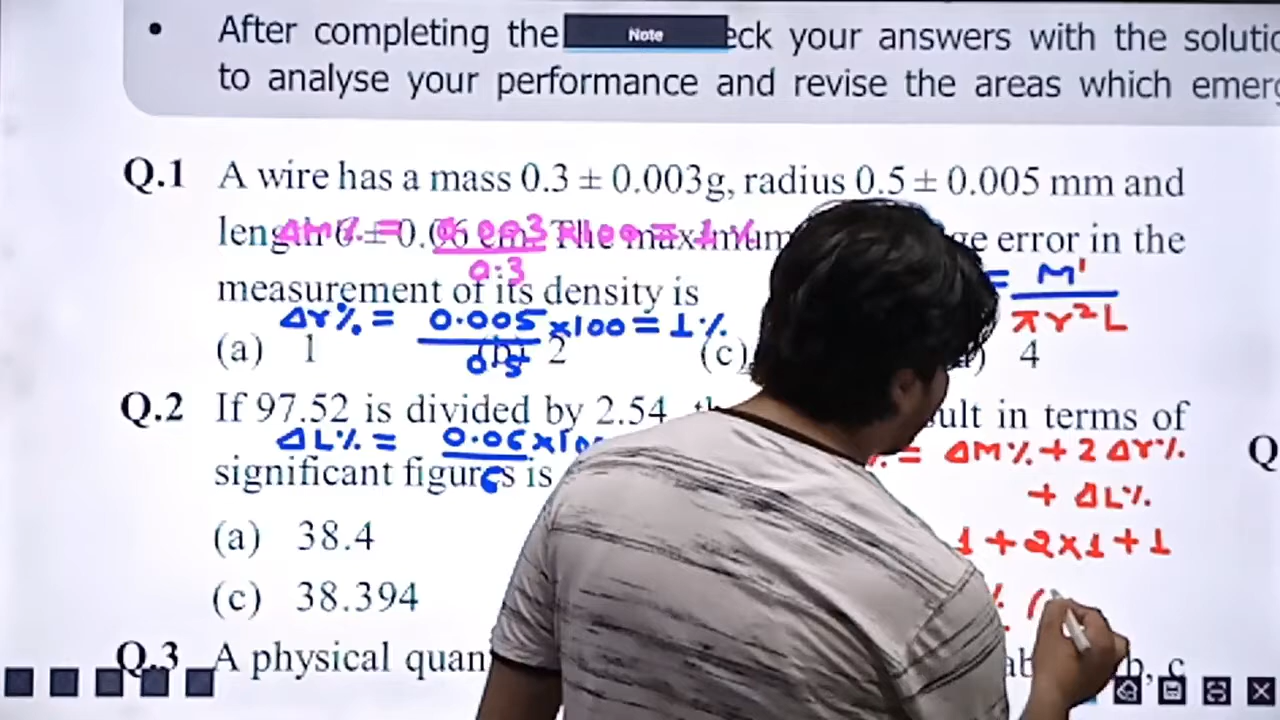 • After completing the eck your answers with the solutio
Note
to analyse your performance and revise the areas which emerg
Q.1 A wire has a mass 0.3 ± 0.003g, radius 0.5 ± 0.005 mm and
length 6 ± 0.06 cm. The maximum ge error in the
ΔM% = 0.003/0.3 ×100 = 1%
= M/πr²L
measurement of its density is
Δr% = 0.005/0.5 ×100 = 1%
(a) 1 (b) 2 (c) 4
Q.2 If 97.52 is divided by 2.54, ult in terms of
ΔL% = 0.06×100/6
= ΔM% + 2Δr%
+ ΔL%
significant figures is
1+2×1+1
(a) 38.4
(c) 38.394
Q.3 A physical quan b, c